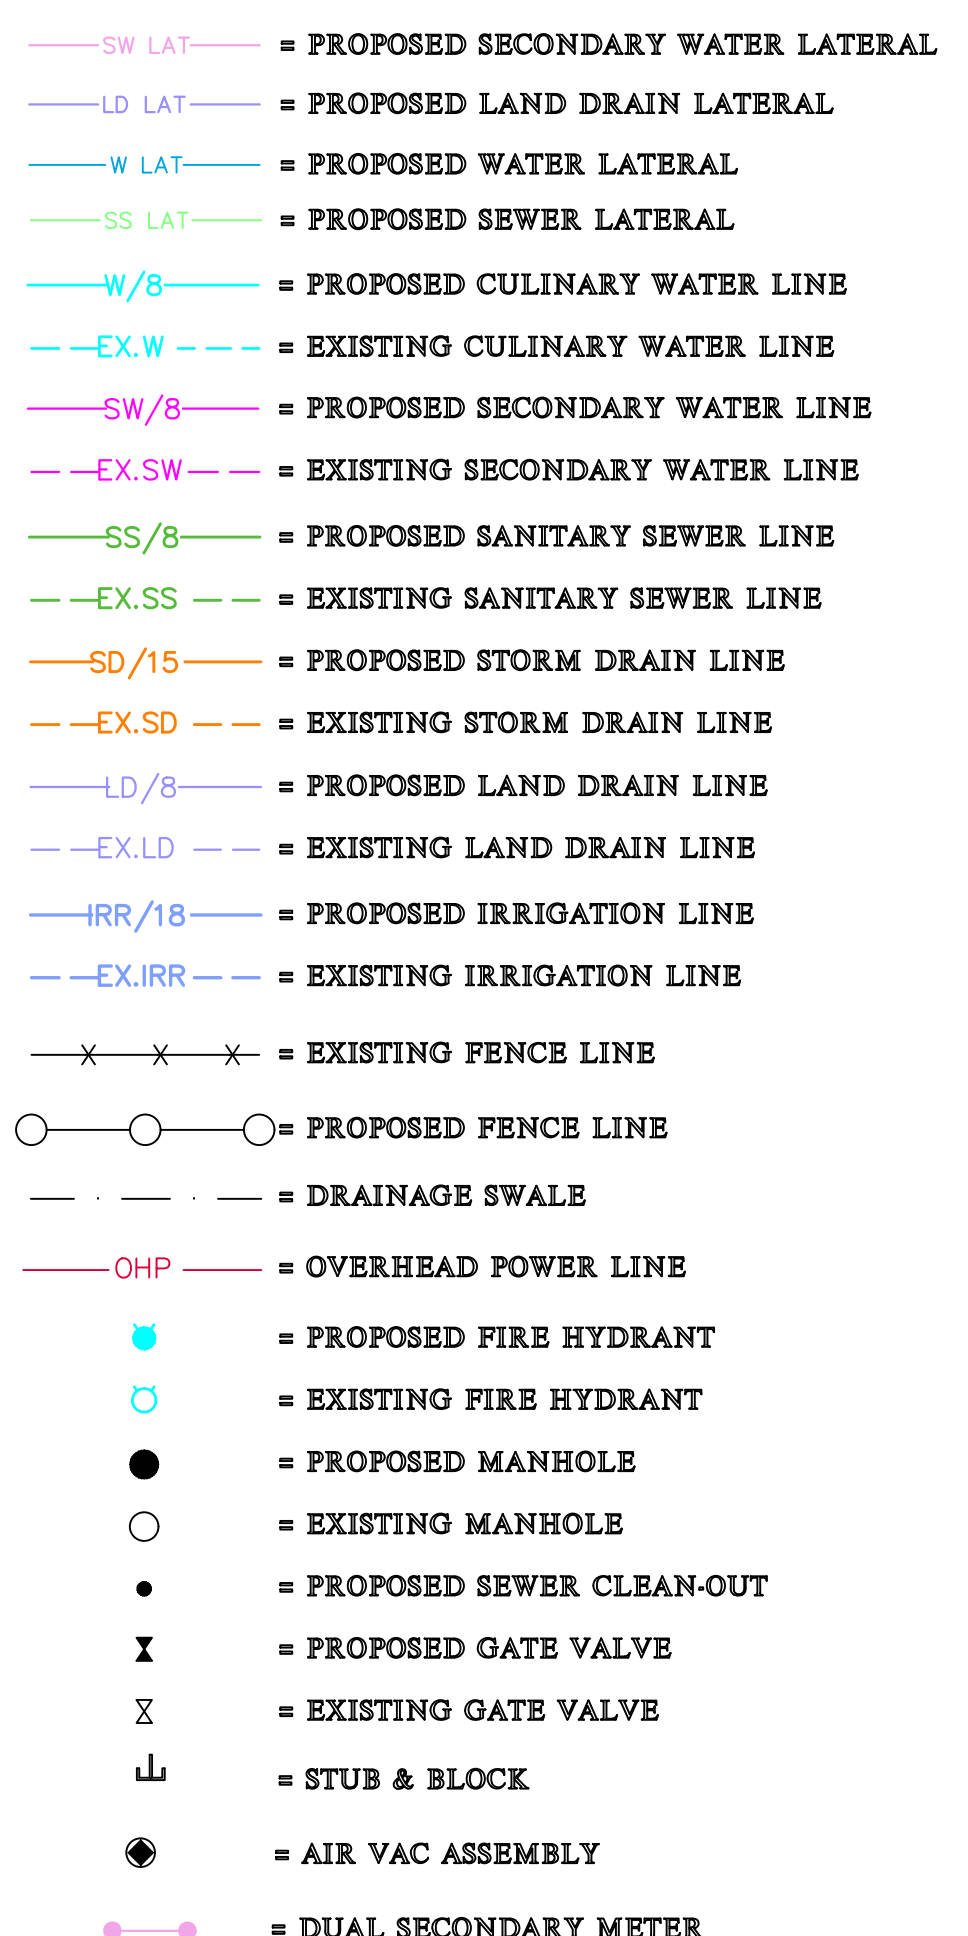 SW LAT = PROPOSED SECONDARY WATER LATERAL
LD LAT = PROPOSED LAND DRAIN LATERAL
W LAT = PROPOSED WATER LATERAL
SS LAT = PROPOSED SEWER LATERAL
W/8 = PROPOSED CULINARY WATER LINE
EX.W = EXISTING CULINARY WATER LINE
SW/8 = PROPOSED SECONDARY WATER LINE
EX.SW = EXISTING SECONDARY WATER LINE
SS/8 = PROPOSED SANITARY SEWER LINE
EX.SS = EXISTING SANITARY SEWER LINE
SD/15 = PROPOSED STORM DRAIN LINE
EX.SD = EXISTING STORM DRAIN LINE
LD/8 = PROPOSED LAND DRAIN LINE
EX.LD = EXISTING LAND DRAIN LINE
IRR/18 = PROPOSED IRRIGATION LINE
EX.IRR = EXISTING IRRIGATION LINE
= EXISTING FENCE LINE
= PROPOSED FENCE LINE
= DRAINAGE SWALE
OHP = OVERHEAD POWER LINE
= PROPOSED FIRE HYDRANT
= EXISTING FIRE HYDRANT
= PROPOSED MANHOLE
= EXISTING MANHOLE
= PROPOSED SEWER CLEAN-OUT
= PROPOSED GATE VALVE
= EXISTING GATE VALVE
= STUB & BLOCK
= AIR VAC ASSEMBLY
= DUAL SECONDARY METER